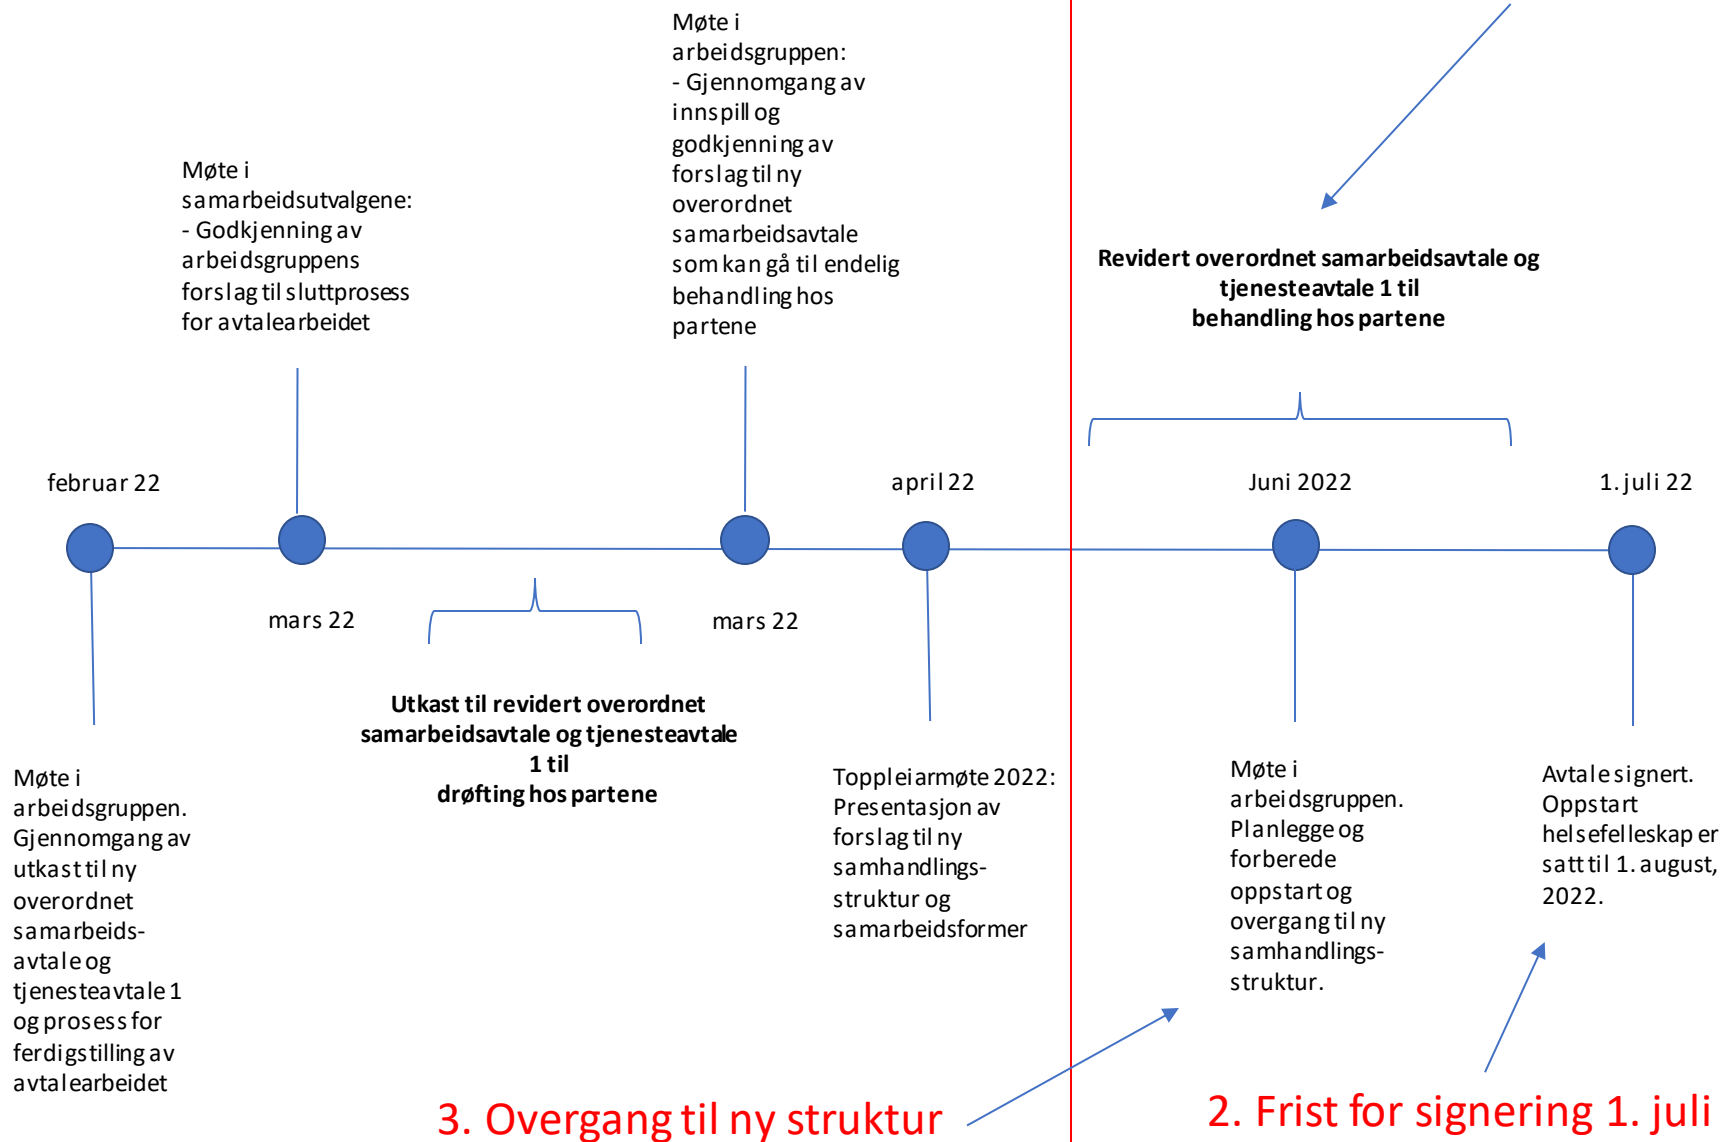 Møte i
arbeidsgruppen:
- Gjennomgang av
innspill og
godkjenning av
forslag til ny
overordnet
samarbeidsavtale
som kan gå til endelig
behandling hos
partene
Møte i
samarbeidsutvalgene:
- Godkjenning av
arbeidsgruppens
forslag til sluttprosess
for avtalearbeidet
Revidert overordnet samarbeidsavtale og
tjenesteavtale 1 til
behandling hos partene
februar 22
april 22
Juni 2022
1. juli 22
mars 22
mars 22
Utkast til revidert overordnet
samarbeidsavtale og tjenesteavtale
1 til
drøfting hos partene
Møte i
arbeidsgruppen.
Gjennomgang av
utkast til ny
overordnet
samarbeids-
avtale og
tjenesteavtale 1
og prosess for
ferdigstilling av
avtalearbeidet
Toppleiarmøte 2022:
Presentasjon av
forslag til ny
samhandlings-
struktur og
samarbeidsformer
Møte i
arbeidsgruppen.
Planlegge og
forberede
oppstart og
overgang til ny
samhandlings-
struktur.
Avtale signert.
Oppstart
helsefelleskap er
satt til 1. august,
2022.
3. Overgang til ny struktur
2. Frist for signering 1. juli